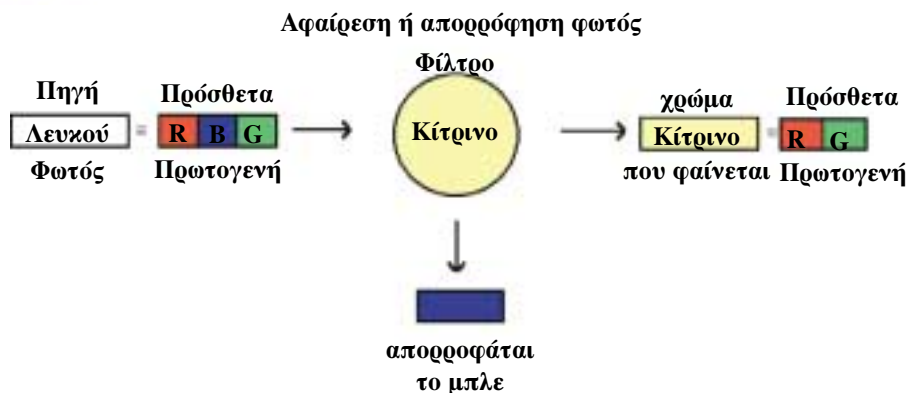 Αφαίρεση ή απορρόφηση φωτός
Φίλτρο
Πηγή
Λευκού
Φωτός
=
Πρόσθετα
R B G
Πρωτογενή
Κίτρινο
χρώμα
Κίτρινο
που φαίνεται
=
Πρόσθετα
R G
Πρωτογενή
απορροφάται
το μπλε